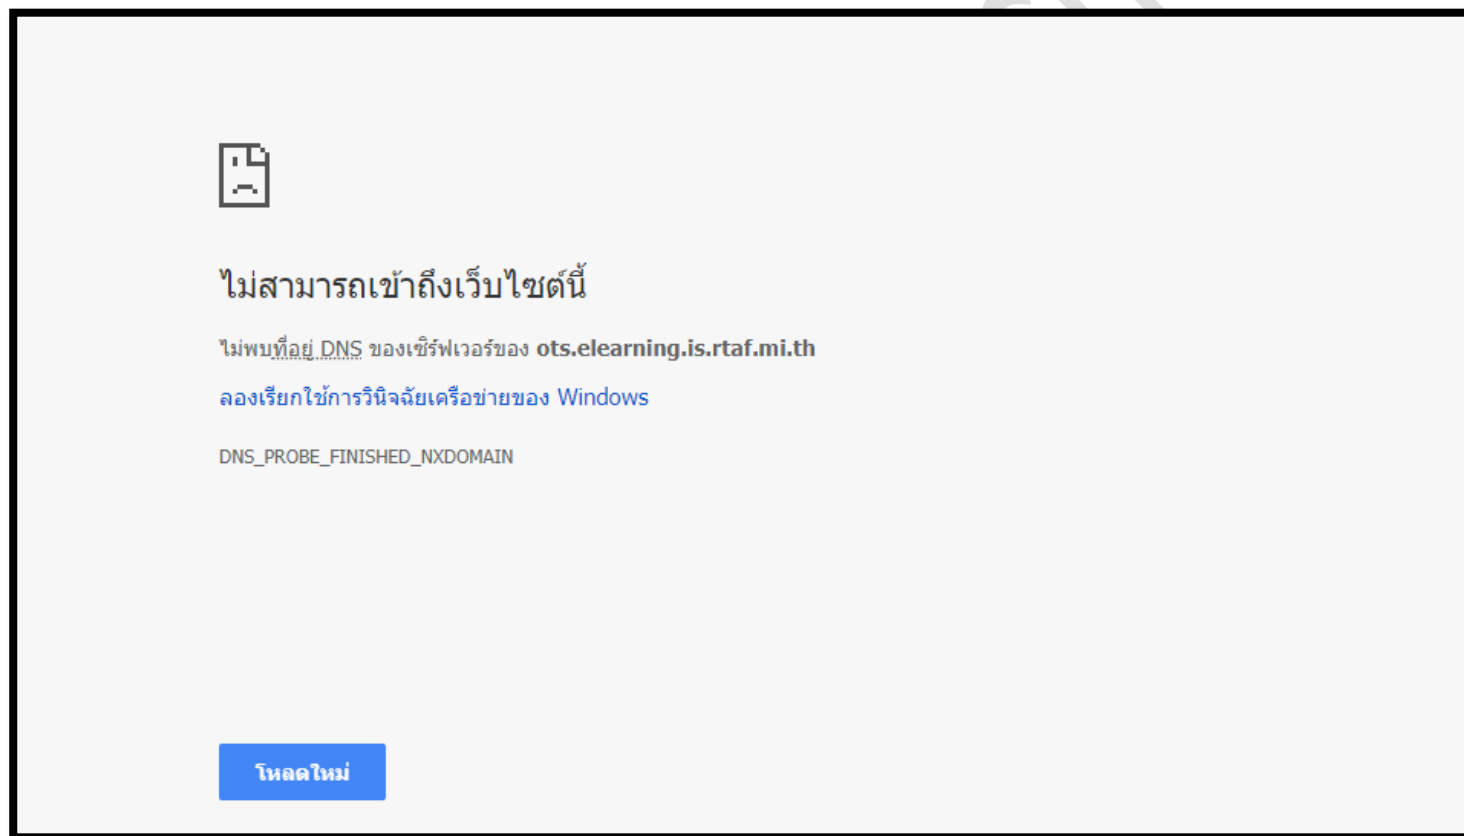 ไม่สามารถเข้าถึงเว็บไซต์นี้
ไม่พบที่อยู่ DNS ของเซิร์ฟเวอร์ของ ots.elearning.is.rtaf.mi.th
ลองเรียกใช้การวินิจฉัยเครือข่ายของ Windows
DNS_PROBE_FINISHED_NXDOMAIN
โหลดใหม่